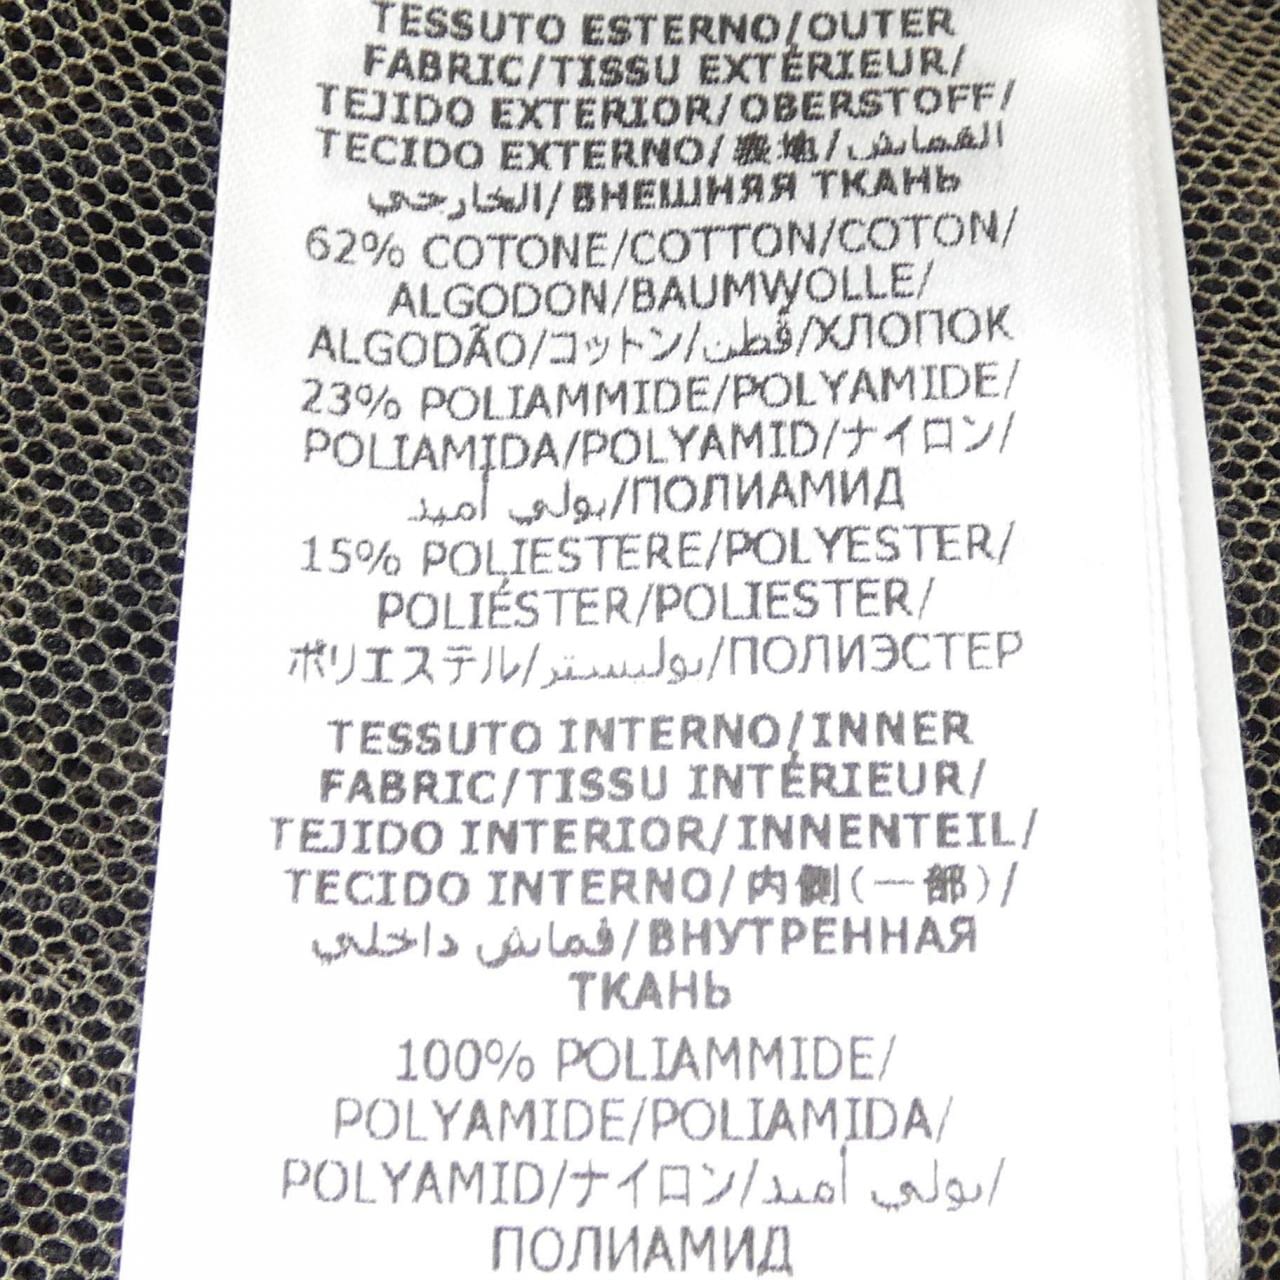 TESSUTO ESTERNO/OUTER
FABRIC/TISSU EXTÉRIEUR/
TEJIDO EXTERIOR/OBERSTOFF/
TECIDO EXTERNO/表地/القماش
الخارجي/ВНЕШНЯЯ ТКАНЬ
62% COTONE/COTTON/COTON/
ALGODON/BAUMWOLLE/
ALGODÃO/コットン/قطن/ХЛОПОК
23% POLIAMMIDE/POLYAMIDE/
POLIAMIDA/POLYAMID/ナイロン/
بولي أميد/ПОЛИАМИД
15% POLIESTERE/POLYESTER/
POLIÉSTER/POLIESTER/
ポリエステル/بوليستر/ПОЛИЭСТЕР
TESSUTO INTERNO/INNER
FABRIC/TISSU INTÉRIEUR/
TEJIDO INTERIOR/INNENTEIL/
TECIDO INTERNO/内側(一部)/
قماش داخلي/ВНУТРЕННАЯ
ТКАНЬ
100% POLIAMMIDE/
POLYAMIDE/POLIAMIDA/
POLYAMID/ナイロン/بولي أميد/
ПОЛИАМИД